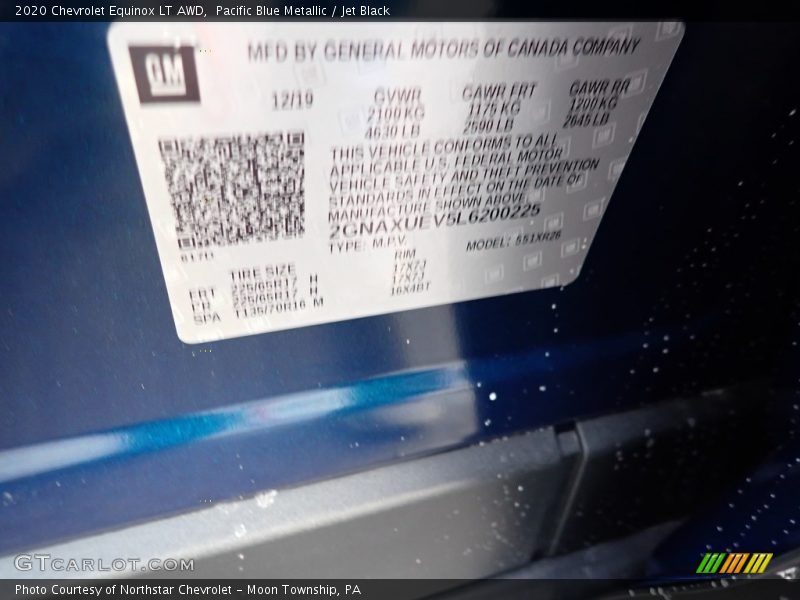 2020 Chevrolet Equinox LT AWD,  Pacific Blue Metallic / Jet Black
GM
MFD BY GENERAL MOTORS OF CANADA COMPANY
12/19
GVWR GAWR FRT GAWR RR
2100 KG 1175 KG 1200 KG
4630 LB 2590 LB 2645 LB
THIS VEHICLE CONFORMS TO ALL
APPLICABLE U.S. FEDERAL MOTOR
VEHICLE SAFETY AND THEFT PREVENTION
STANDARDS IN EFFECT ON THE DATE OF
MANUFACTURE SHOWN ABOVE.
2GNAXUEV5L6200225
TYPE: M.P.V. MODEL: 551XR26
TIRE SIZE RIM
FRT 225/65R17 H 17X7J
RR 225/65R17 H 17X7J
SPA T135/70R16 M 16X4BT
GTCARLOT.COM
Photo Courtesy of Northstar Chevrolet - Moon Township, PA